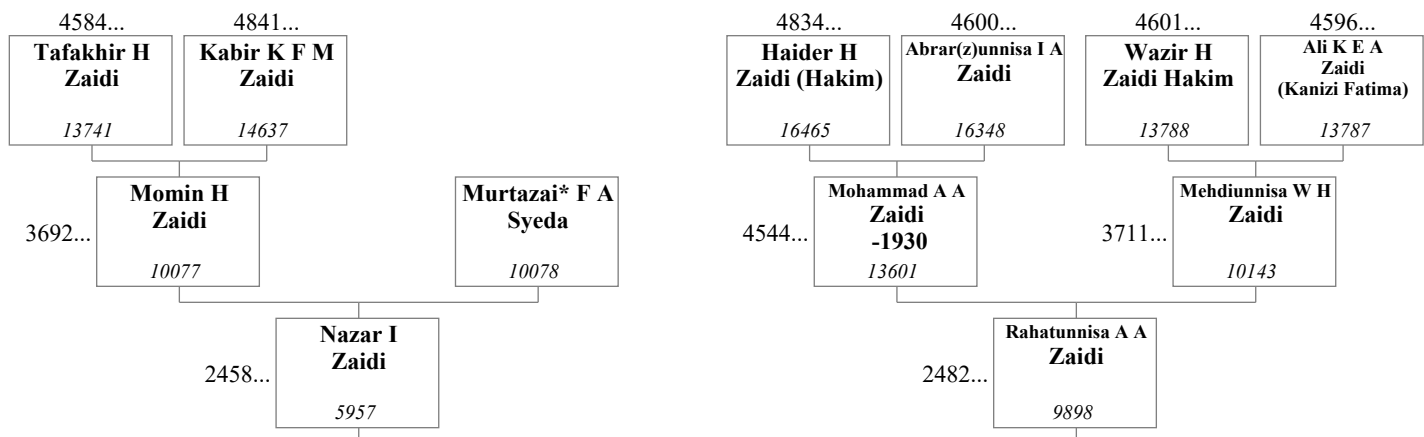 4584... 4841... 4834... 4600... 4601... 4596...
Tafakhir H
Zaidi
13741
Kabir K F M
Zaidi
14637
Haider H
Zaidi (Hakim)
16465
Abrar(z)unnisa I A
Zaidi
16348
Wazir H
Zaidi Hakim
13788
Ali K E A
Zaidi
(Kanizi Fatima)
13787
3692...
Momin H
Zaidi
10077
Murtazai* F A
Syeda
10078
4544...
Mohammad A A
Zaidi
-1930
13601
3711...
Mehdiunnisa W H
Zaidi
10143
2458...
Nazar I
Zaidi
5957
2482...
Rahatunnisa A A
Zaidi
9898